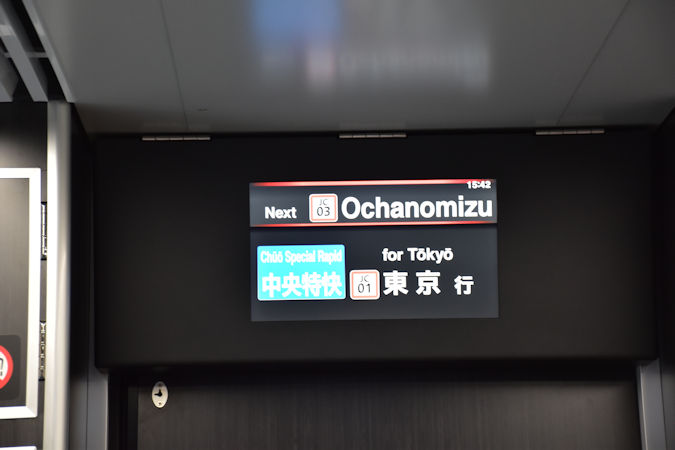 15:42
Next JC 03 Ochanomizu
Chūō Special Rapid
for Tōkyō
中央特快 JC 01 東京 行